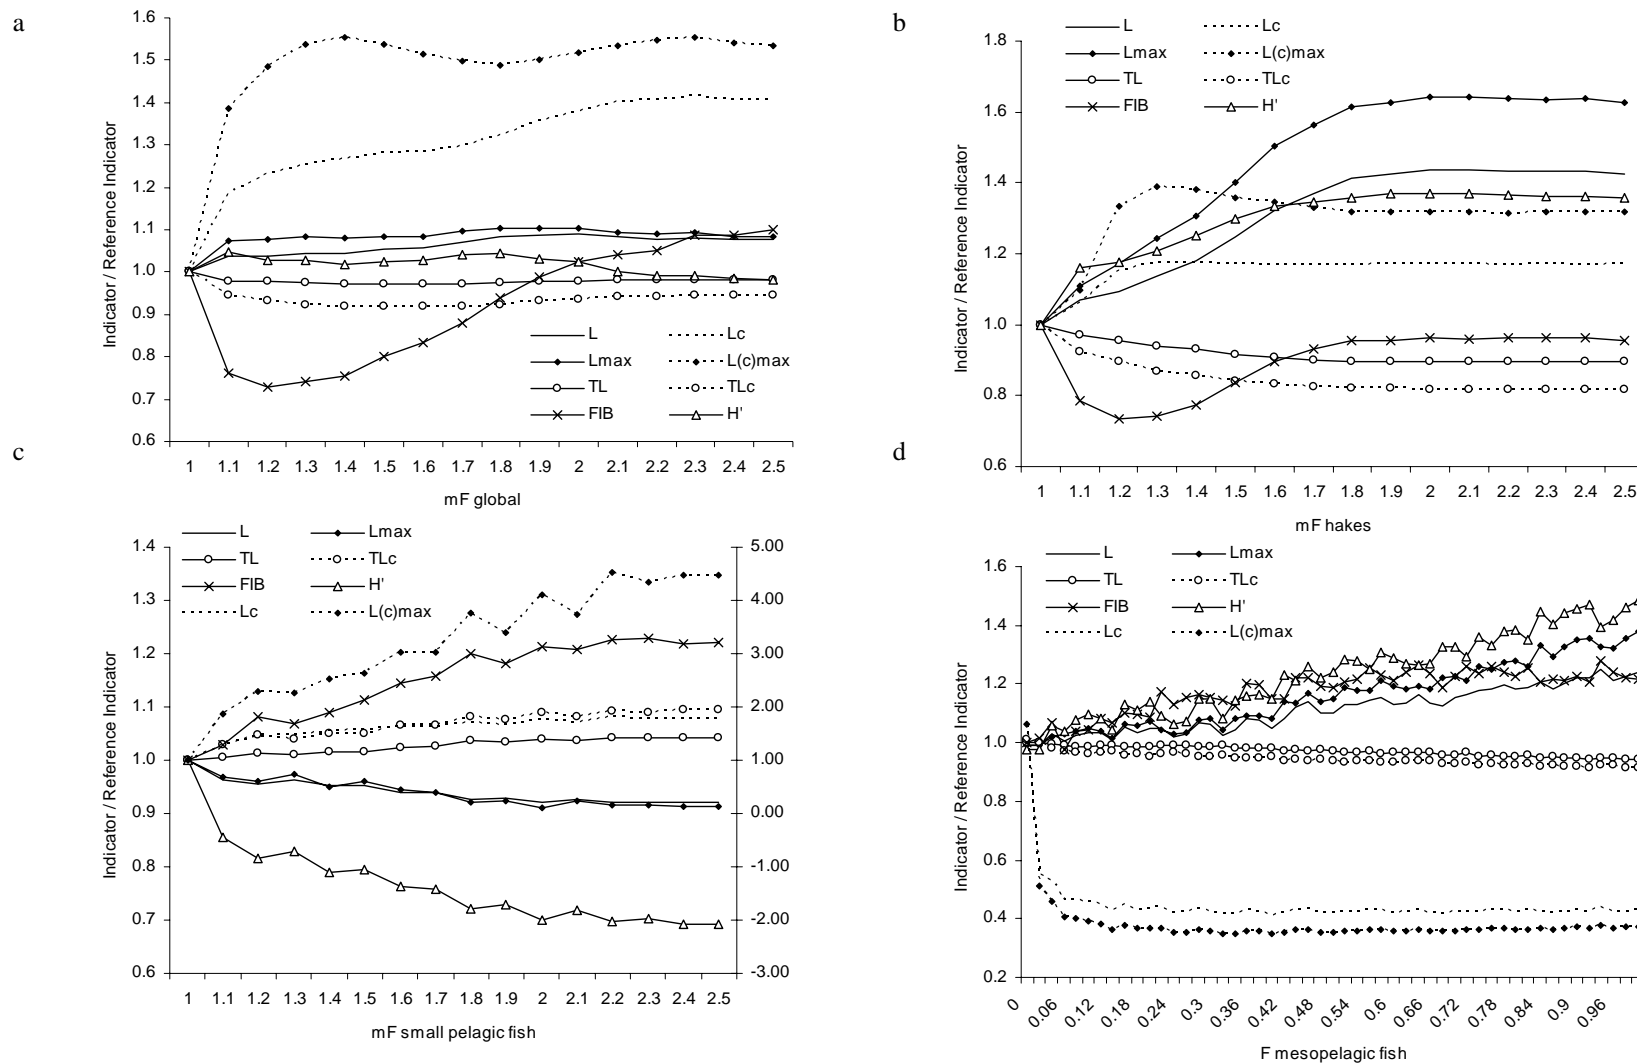 a
1.6
1.5
1.4
1.3
1.2
1.1
1.0
0.9
0.8
0.7
0.6
Indicator / Reference Indicator
L Lc
Lmax L(c)max
TL TLc
FIB H'
1 1.1 1.2 1.3 1.4 1.5 1.6 1.7 1.8 1.9 2 2.1 2.2 2.3 2.4 2.5
mF global
b
L Lc
Lmax L(c)max
TL TLc
FIB H'
1.8
1.6
1.4
1.2
1.0
0.8
0.6
Indicator / Reference Indicator
1 1.1 1.2 1.3 1.4 1.5 1.6 1.7 1.8 1.9 2 2.1 2.2 2.3 2.4 2.5
mF hakes
c
L Lmax
TL TLc
FIB H'
Lc L(c)max
1.4
1.3
1.2
1.1
1.0
0.9
0.8
0.7
0.6
Indicator / Reference Indicator
5.00
4.00
3.00
2.00
1.00
0.00
-1.00
-2.00
-3.00
1 1.1 1.2 1.3 1.4 1.5 1.6 1.7 1.8 1.9 2 2.1 2.2 2.3 2.4 2.5
mF small pelagic fish
d
L Lmax
TL TLc
FIB H'
Lc L(c)max
1.6
1.4
1.2
1.0
0.8
0.6
0.4
0.2
Indicator / Reference Indicator
0 0.06 0.12 0.18 0.24 0.3 0.36 0.42 0.48 0.54 0.6 0.66 0.72 0.78 0.84 0.9 0.96
F mesopelagic fish